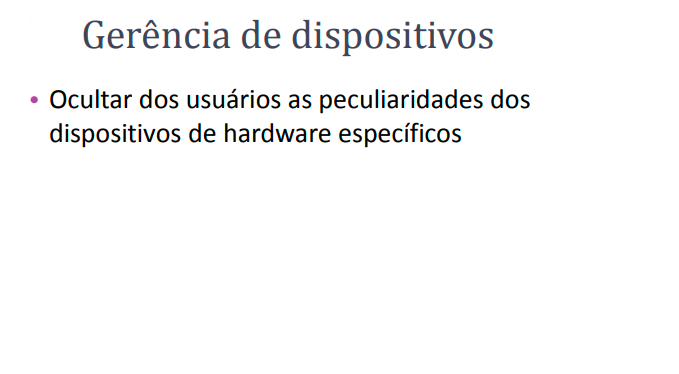 Gerência de dispositivos
• Ocultar dos usuários as peculiaridades dos
dispositivos de hardware específicos